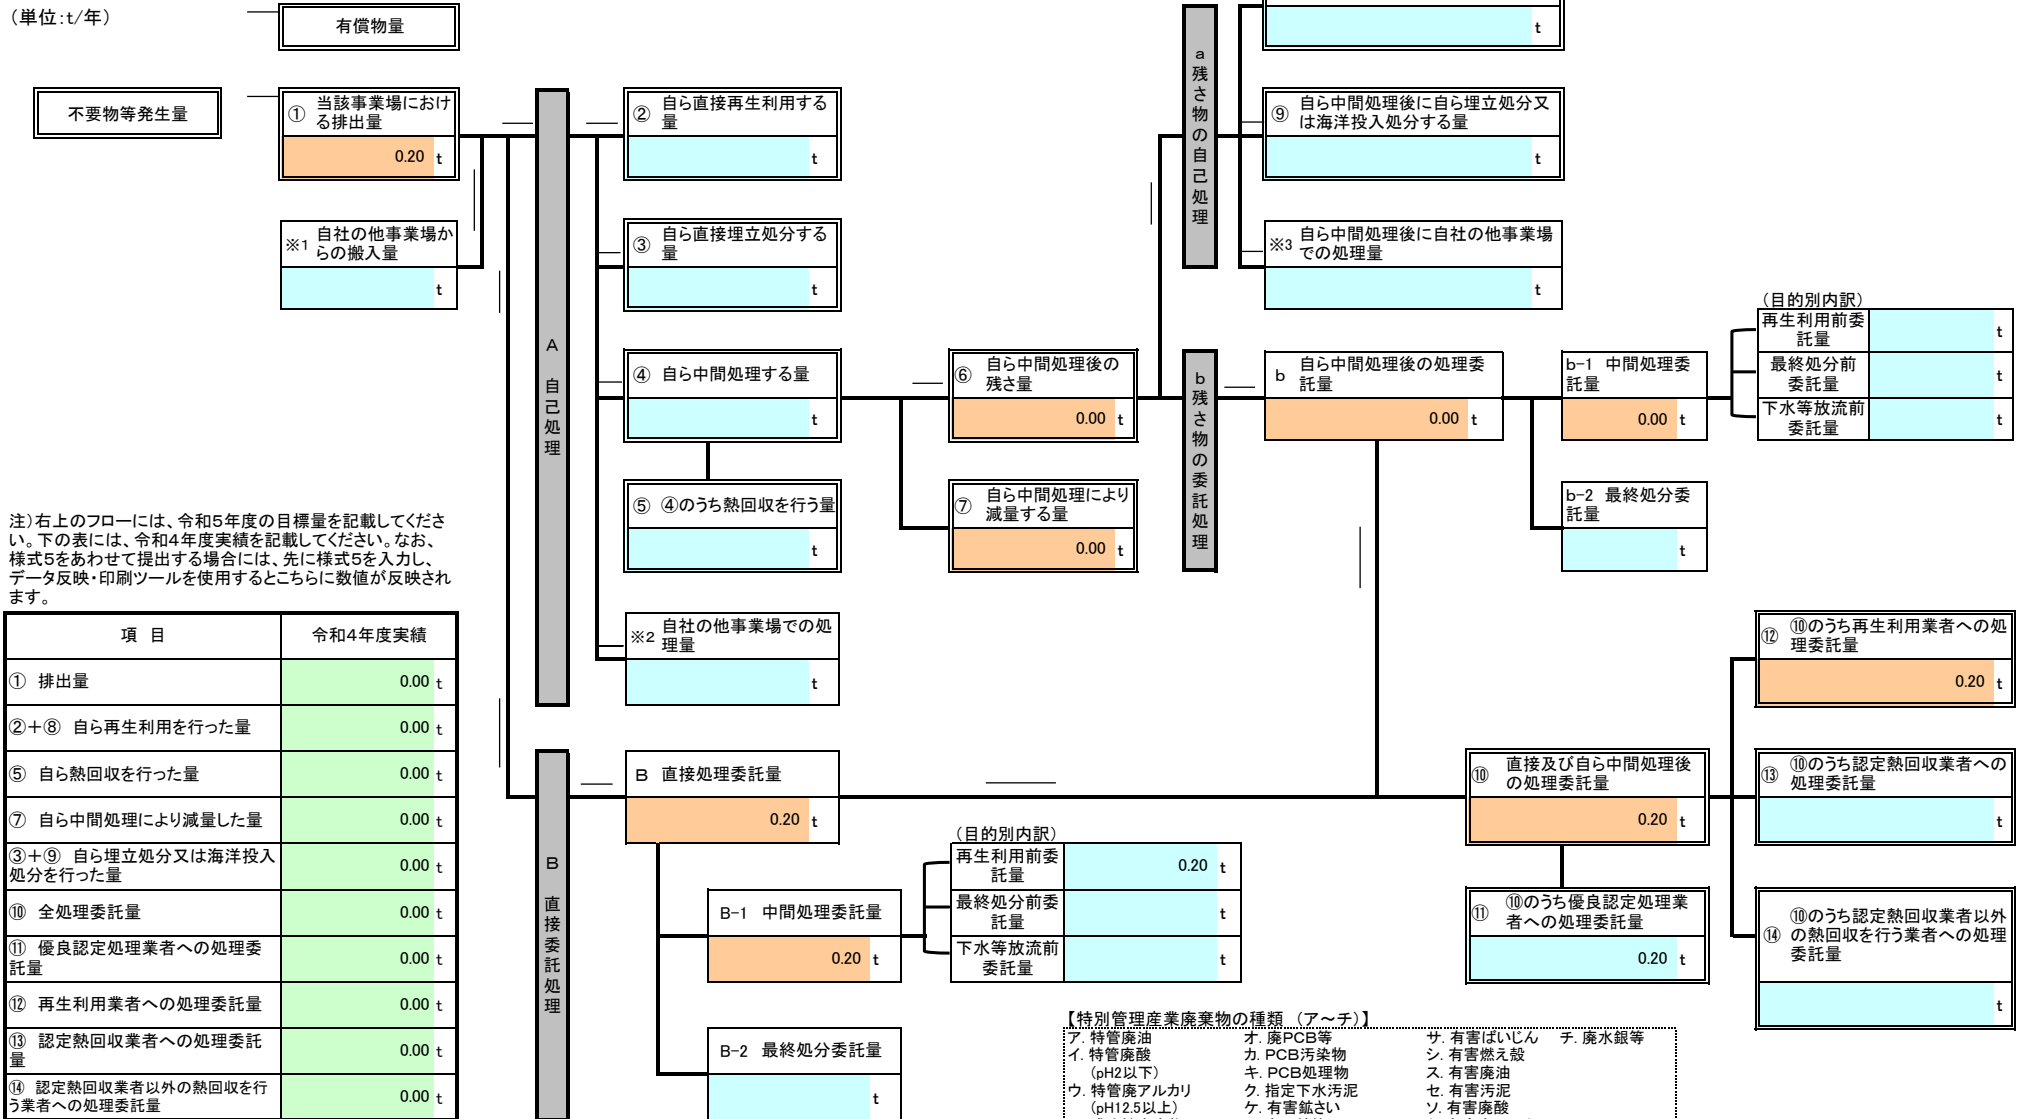 （単位:t/年）
有償物量
t
不要物等発生量
① 当該事業場におけ
る排出量
0.20 t
※1 自社の他事業場か
らの搬入量
t
A 自己処理
② 自ら直接再生利用する
量
t
③ 自ら直接埋立処分する
量
t
④ 自ら中間処理する量
t
⑤ ④のうち熱回収を行う量
t
※2 自社の他事業場での処
理量
t
⑥ 自ら中間処理後の
残さ量
0.00 t
⑦ 自ら中間処理により
減量する量
0.00 t
a 残さ物の自己処理
⑨ 自ら中間処理後に自ら埋立処分又
は海洋投入処分する量
t
※3 自ら中間処理後に自社の他事業場
での処理量
t
b 残さ物の委託処理
b 自ら中間処理後の処理委
託量
0.00 t
b-1 中間処理委
託量
0.00 t
b-2 最終処分委
託量
t
（目的別内訳）
再生利用前委
託量
t
最終処分前
委託量
t
下水等放流前
委託量
t
注）右上のフローには、令和5年度の目標量を記載してくださ
い。下の表には、令和4年度実績を記載してください。なお、
様式5をあわせて提出する場合には、先に様式5を入力し、
データ反映・印刷ツールを使用するとこちらに数値が反映され
ます。
項 目 令和4年度実績
① 排出量 0.00 t
②＋⑧ 自ら再生利用を行った量 0.00 t
⑤ 自ら熱回収を行った量 0.00 t
⑦ 自ら中間処理により減量した量 0.00 t
③＋⑨ 自ら埋立処分又は海洋投入
処分を行った量 0.00 t
⑩ 全処理委託量 0.00 t
⑪ 優良認定処理業者への処理委
託量 0.00 t
⑫ 再生利用業者への処理委託量 0.00 t
⑬ 認定熱回収業者への処理委託
量 0.00 t
⑭ 認定熱回収業者以外の熱回収を行
う業者への処理委託量 0.00 t
B 直接委託処理
B 直接処理委託量
0.20 t
B-1 中間処理委託量
0.20 t
B-2 最終処分委託量
t
（目的別内訳）
再生利用前委
託量
0.20 t
最終処分前委
託量
t
下水等放流前
委託量
t
⑩ 直接及び自ら中間処理後
の処理委託量
0.20 t
⑪ ⑩のうち優良認定処理業
者への処理委託量
0.20 t
⑫ ⑩のうち再生利用業者への処
理委託量
0.20 t
⑬ ⑩のうち認定熱回収業者への
処理委託量
t
⑭ ⑩のうち認定熱回収業者以外
の熱回収を行う業者への処理
委託量
t
【特別管理産業廃棄物の種類 （ア～チ）】
ア. 特管廃油 オ. 廃PCB等 サ. 有害ばいじん チ. 廃水銀等
イ. 特管廃酸 カ. PCB汚染物 シ. 有害燃え殻
（pH2以下） キ. PCB処理物 ス. 有害廃油
ウ. 特管廃アルカリ ク. 指定下水汚泥 セ. 有害汚泥
（pH12.5以上） ケ. 有害鉱さい ソ. 有害廃酸